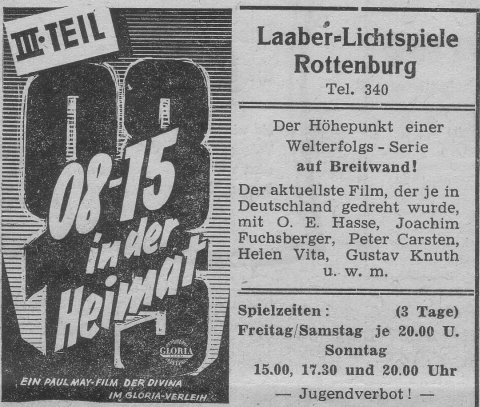 III. TEIL
08-15
in der
Heimat
GLORIA
EIN PAUL MAY-FILM DER DIVINA
IM GLORIA-VERLEIH
Laaber-Lichtspiele
Rottenburg
Tel. 340
Der Höhepunkt einer
Welterfolgs-Serie
auf Breitwand!
Der aktuellste Film, der je in
Deutschland gedreht wurde,
mit O. E. Hasse, Joachim
Fuchsberger, Peter Carsten,
Helen Vita, Gustav Knuth
u. w. m.
Spielzeiten: (3 Tage)
Freitag/Samstag je 20.00 U.
Sonntag
15.00, 17.30 und 20.00 Uhr
— Jugendverbot! —